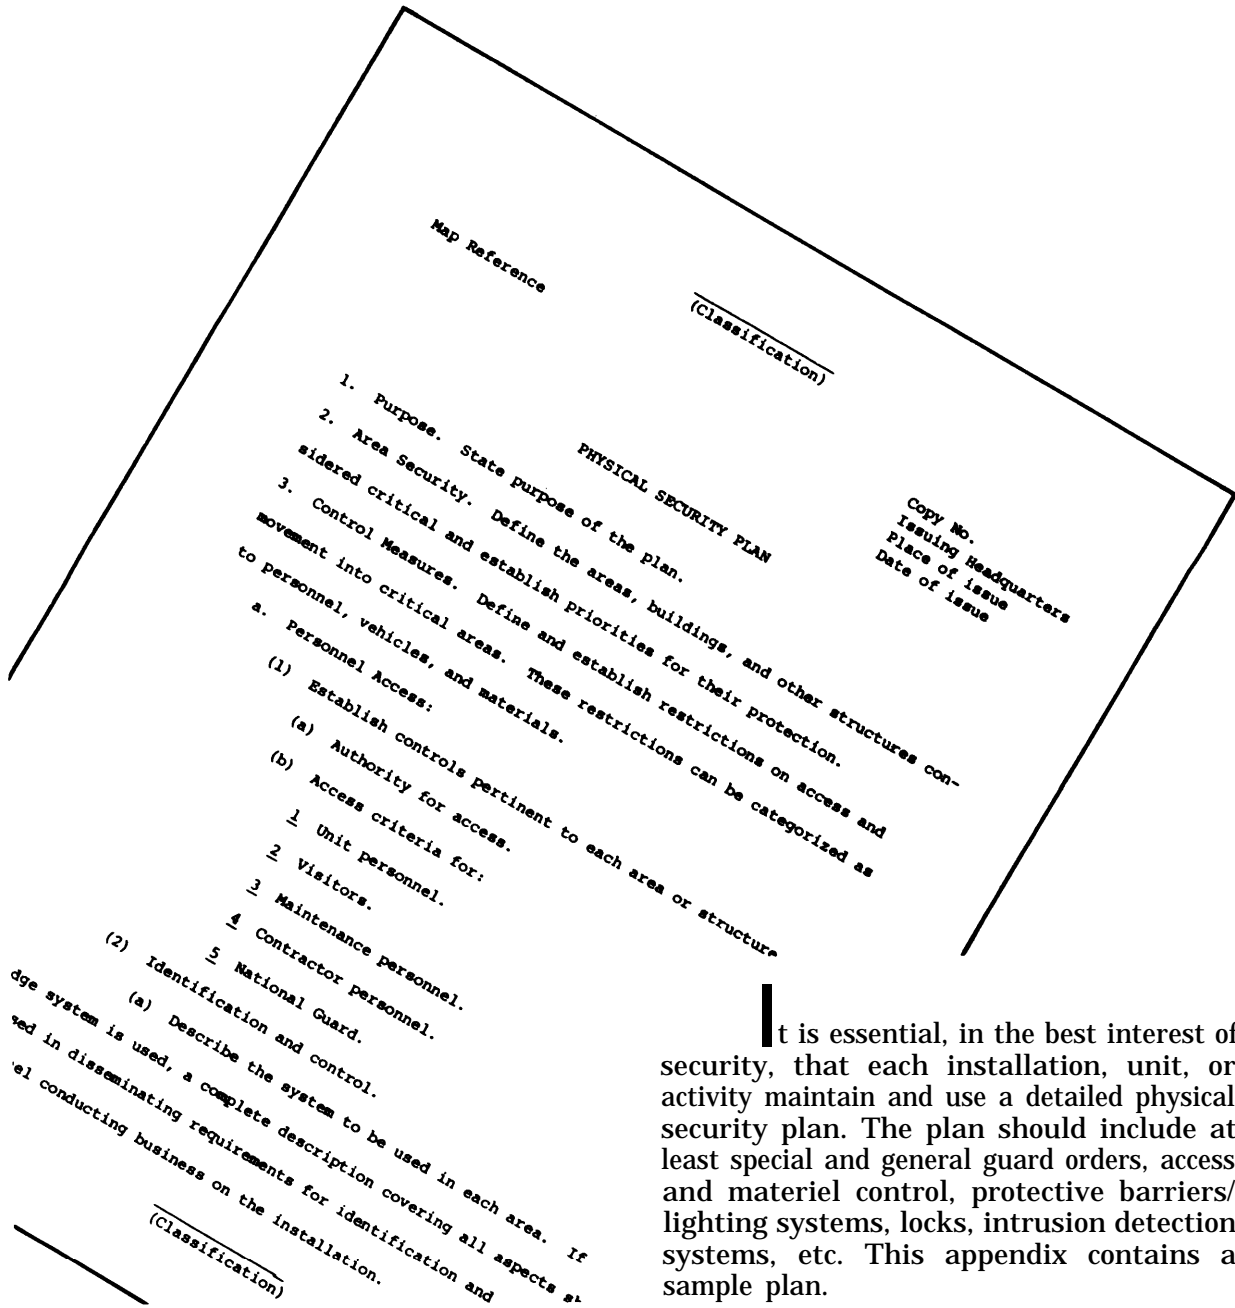 Map Reference
(Classification)
Copy No.
Issuing Headquarters
Place of issue
Date of issue
PHYSICAL SECURITY PLAN
1. Purpose. State purpose of the plan.
2. Area Security. Define the areas, buildings, and other structures con-
sidered critical and establish priorities for their protection.
3. Control Measures. Define and establish restrictions on access and
movement into critical areas. These restrictions can be categorized as
to personnel, vehicles, and materials.
a. Personnel Access:
(1) Establish controls pertinent to each area or structure
(a) Authority for access.
(b) Access criteria for:
1 Unit personnel.
2 Visitors.
3 Maintenance personnel.
4 Contractor personnel.
5 National Guard.
(2) Identification and control.
(a) Describe the system to be used in each area. If
system is used, a complete description covering all aspects
in disseminating requirements for identification and
conducting business on the installation.
(Classification)
It is essential, in the best interest of
security, that each installation, unit, or
activity maintain and use a detailed physical
security plan. The plan should include at
least special and general guard orders, access
and materiel control, protective barriers/
lighting systems, locks, intrusion detection
systems, etc. This appendix contains a
sample plan.